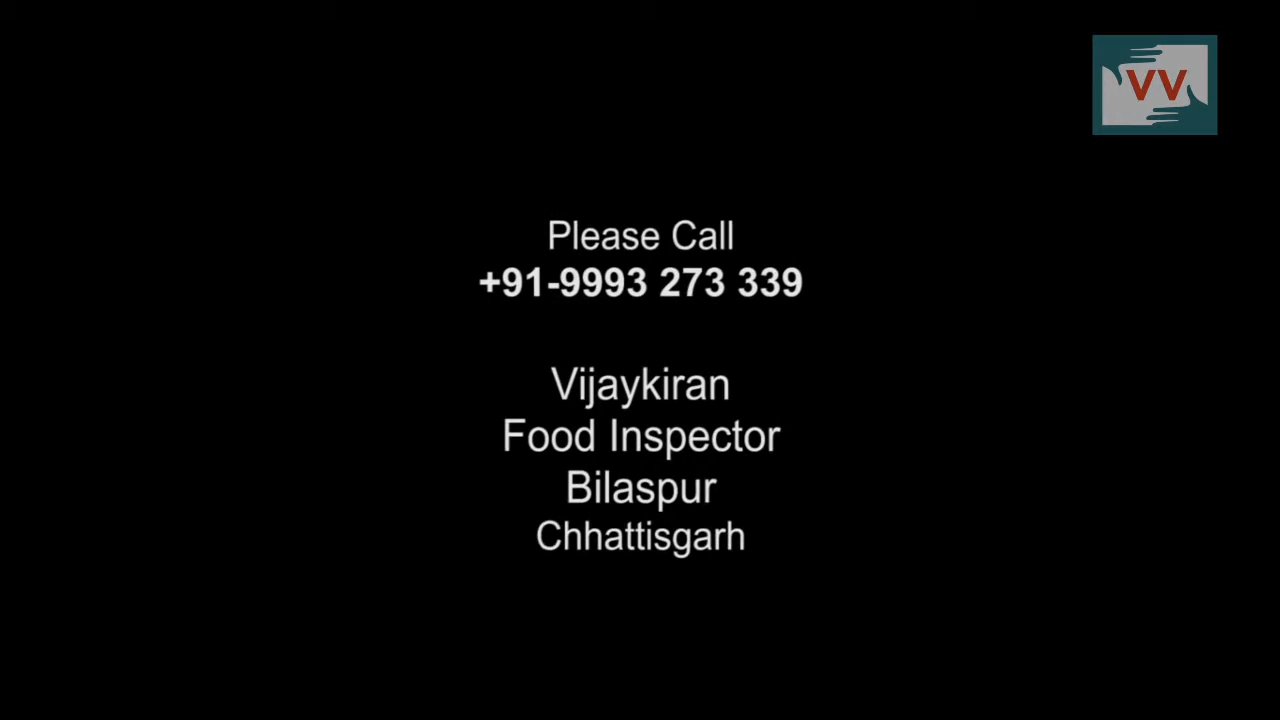 VV
Please Call
+91-9993 273 339
Vijaykiran
Food Inspector
Bilaspur
Chhattisgarh